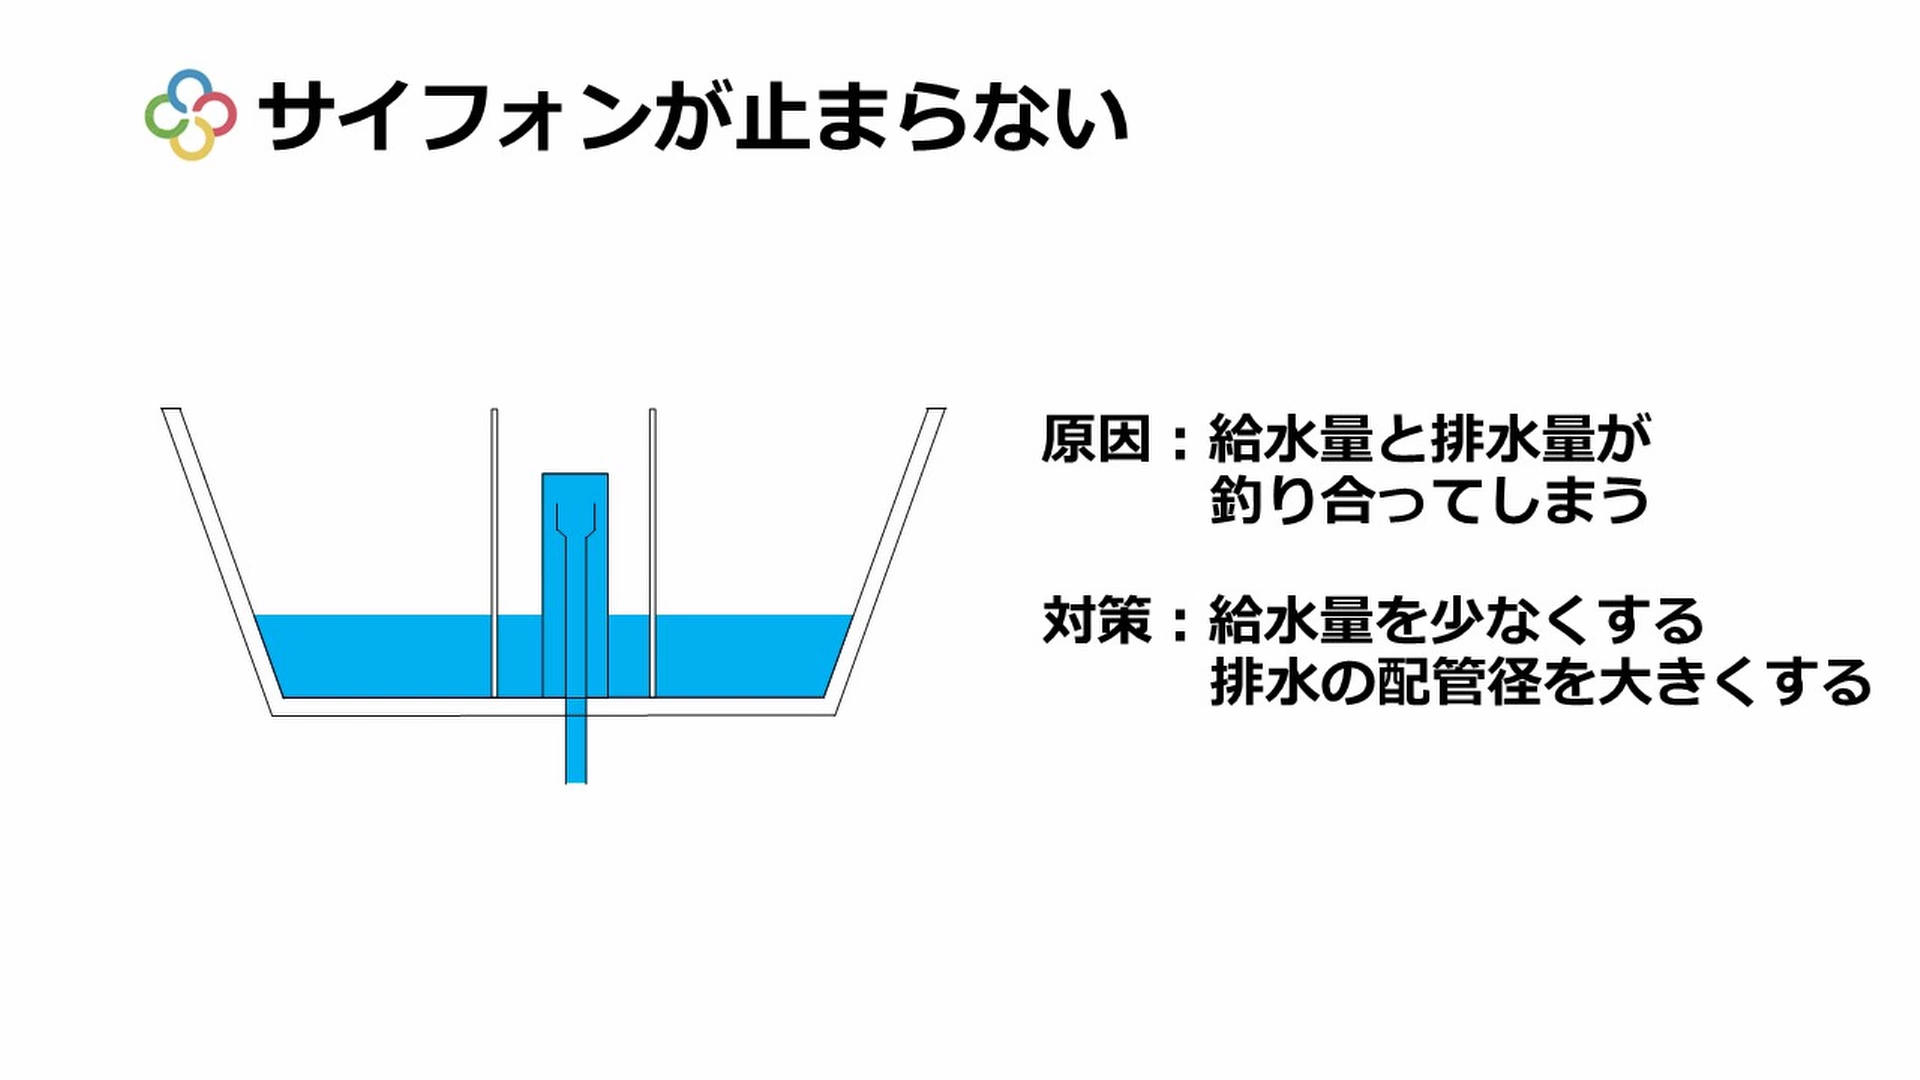 サイフォンが止まらない
原因：給水量と排水量が
釣り合ってしまう
対策：給水量を少なくする
排水の配管径を大きくする